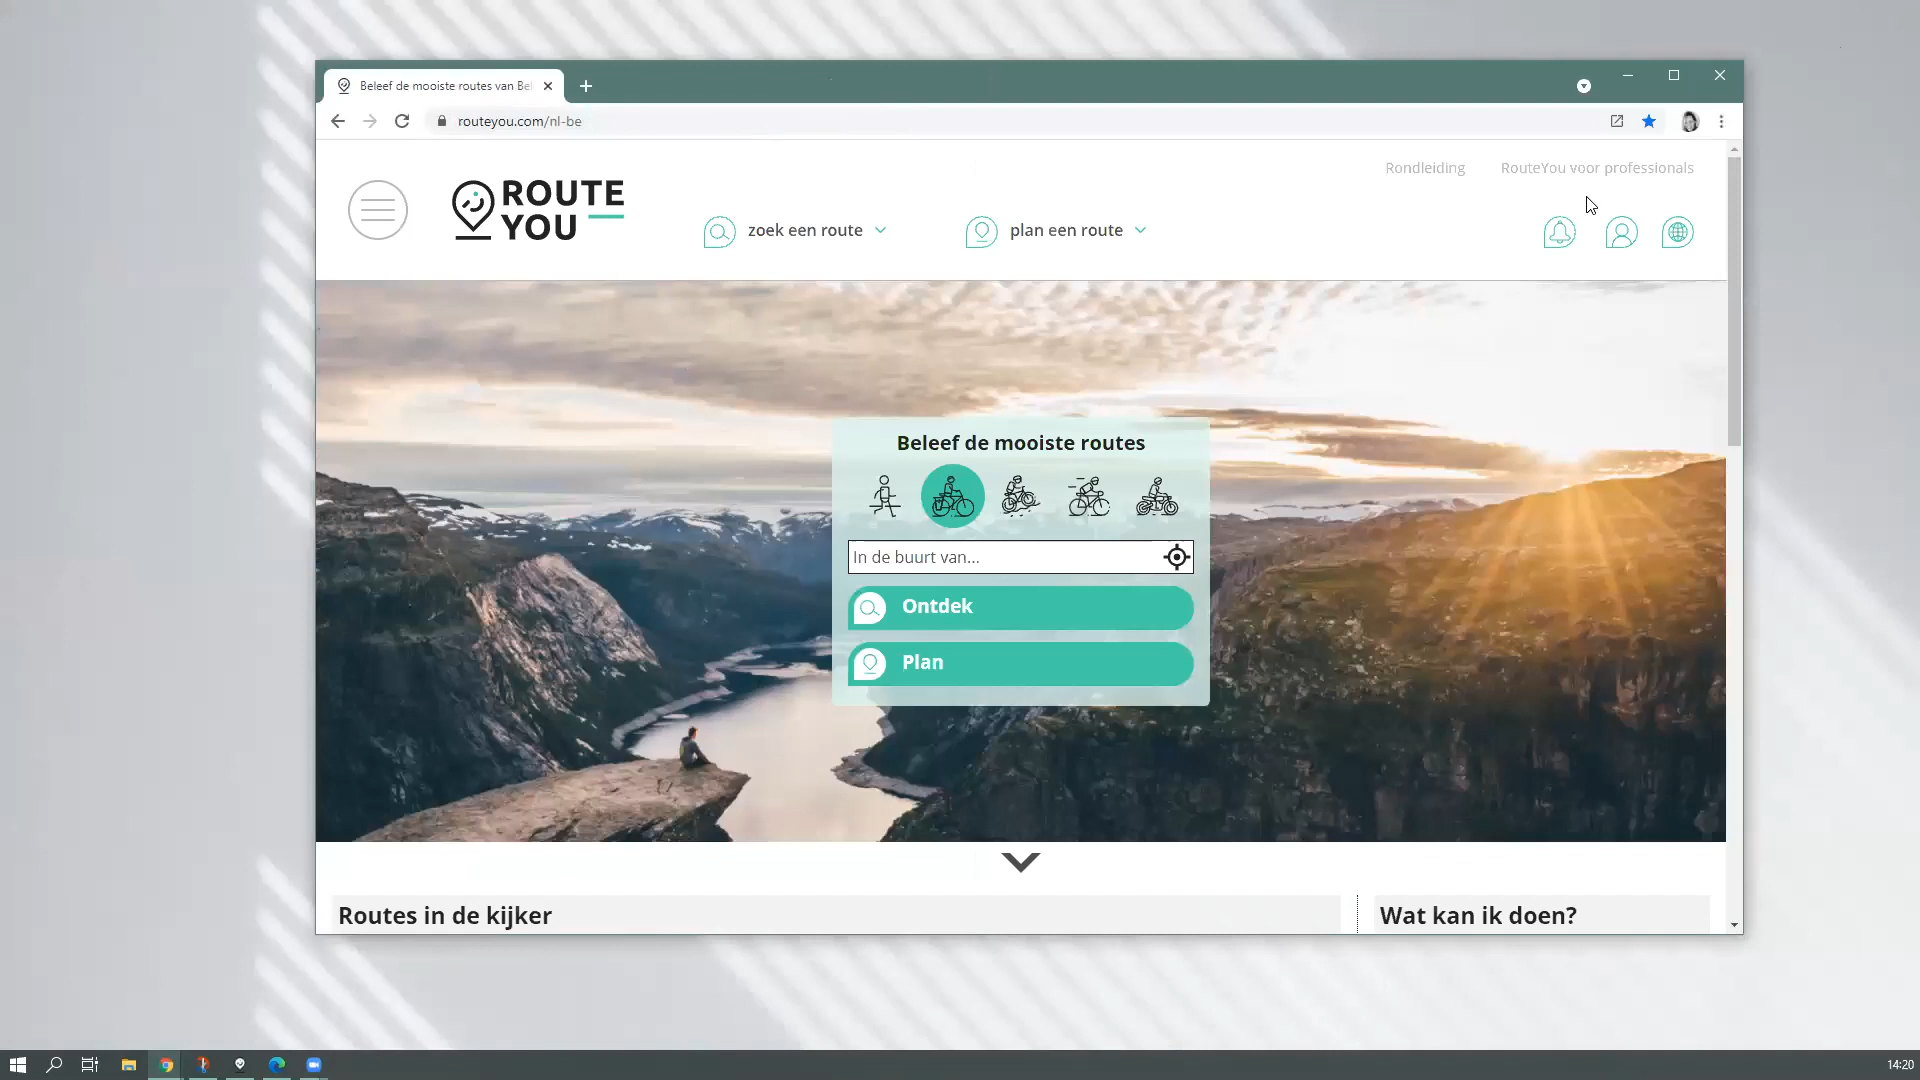 Beleef de mooiste routes van Be
routeyou.com/nl-be
Rondleiding RouteYou voor professionals
ROUTE
YOU
zoek een route plan een route
Beleef de mooiste routes
In de buurt van...
Ontdek
Plan
Routes in de kijker Wat kan ik doen?
14:20